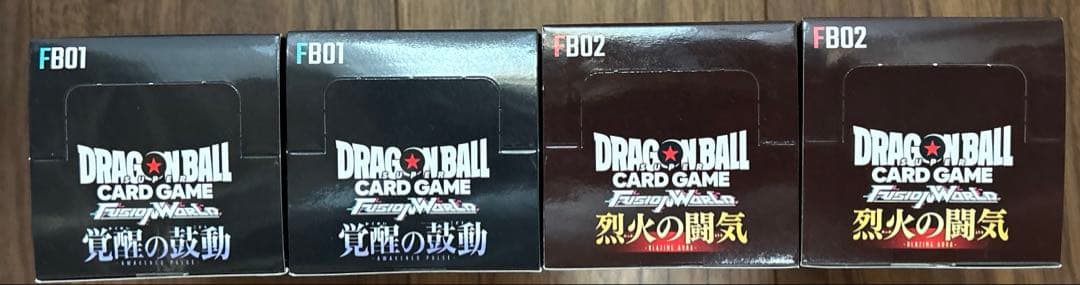 FB01
DRAGON BALL
SUPER
CARD GAME
FUSION WORLD
覚醒の鼓動
-AWAKENED PULSE-
FB01
DRAGON BALL
SUPER
CARD GAME
FUSION WORLD
覚醒の鼓動
-AWAKENED PULSE-
FB02
DRAGON BALL
SUPER
CARD GAME
FUSION WORLD
烈火の闘気
-BLAZING AURA-
FB02
DRAGON BALL
SUPER
CARD GAME
FUSION WORLD
烈火の闘気
-BLAZING AURA-